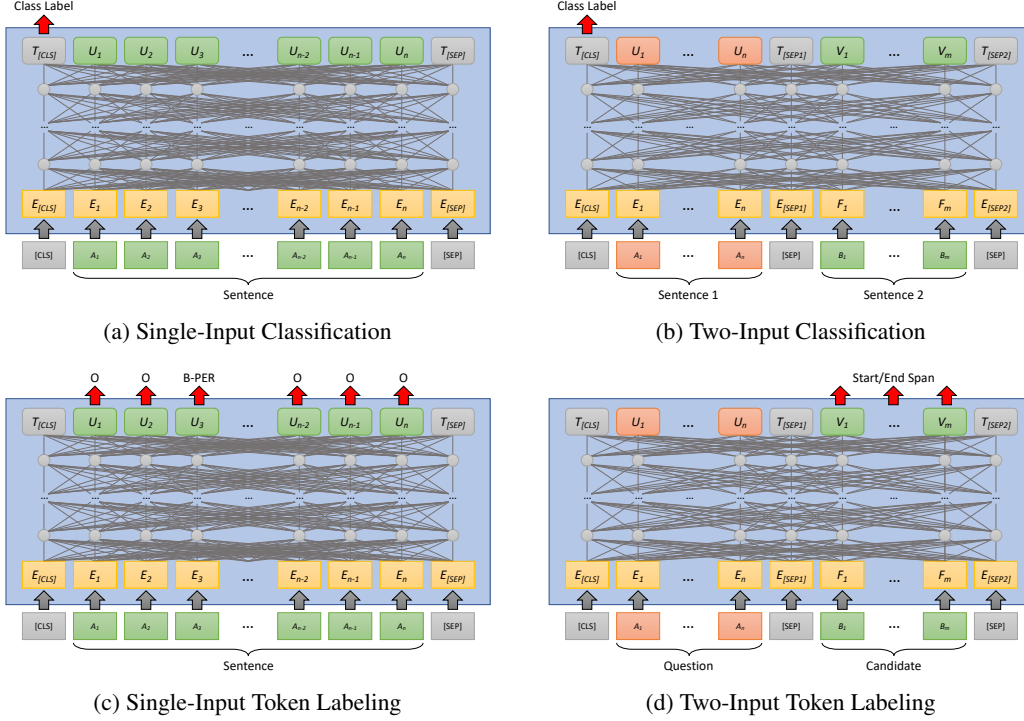 Class Label
T[CLS] U1 U2 U3 ... Un-2 Un-1 Un T[SEP]
... ... ... ... ... ... ... ... ...
E[CLS] E1 E2 E3 ... En-2 En-1 En E[SEP]
[CLS] A1 A2 A3 ... An-2 An-1 An [SEP]
Sentence
(a) Single-Input Classification
Class Label
T[CLS] U1 ... Un T[SEP1] V1 ... Vm T[SEP2]
... ... ... ... ... ... ... ...
E[CLS] E1 ... En E[SEP1] F1 ... Fm E[SEP2]
[CLS] A1 ... An [SEP] B1 ... Bm [SEP]
Sentence 1 Sentence 2
(b) Two-Input Classification
O O B-PER O O O
T[CLS] U1 U2 U3 ... Un-2 Un-1 Un T[SEP]
... ... ... ... ... ... ... ... ...
E[CLS] E1 E2 E3 ... En-2 En-1 En E[SEP]
[CLS] A1 A2 A3 ... An-2 An-1 An [SEP]
Sentence
(c) Single-Input Token Labeling
Start/End Span
T[CLS] U1 ... Un T[SEP1] V1 ... Vm T[SEP2]
... ... ... ... ... ... ... ...
E[CLS] E1 ... En E[SEP1] F1 ... Fm E[SEP2]
[CLS] A1 ... An [SEP] B1 ... Bm [SEP]
Question Candidate
(d) Two-Input Token Labeling